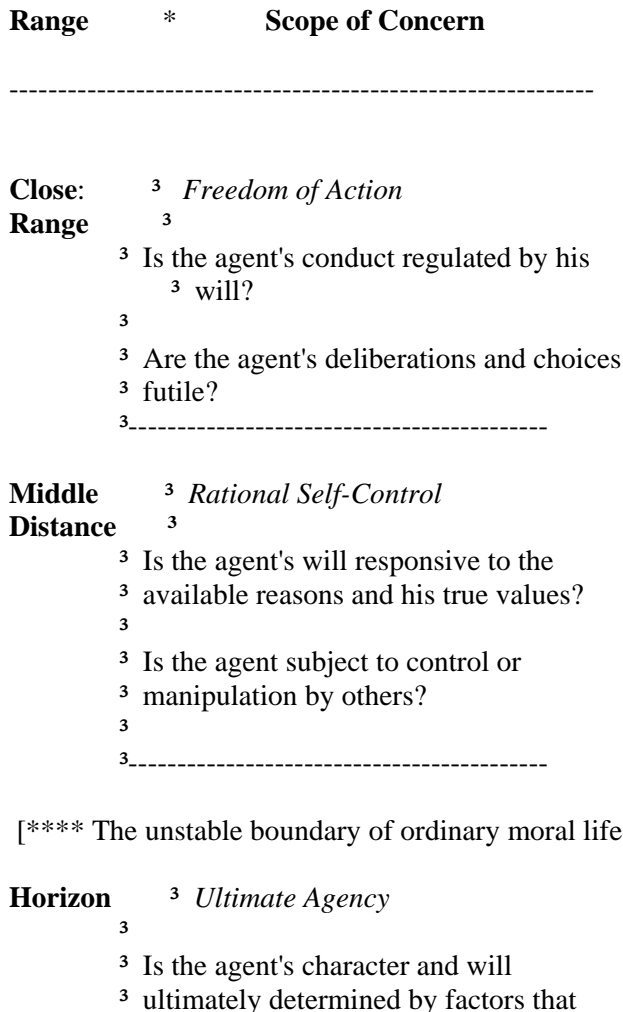 Range * Scope of Concern
------------------------------------------------------------
Close: ³ Freedom of Action
Range ³
³ Is the agent's conduct regulated by his
³ will?
³
³ Are the agent's deliberations and choices
³ futile?
³-------------------------------------------
Middle ³ Rational Self-Control
Distance ³
³ Is the agent's will responsive to the
³ available reasons and his true values?
³
³ Is the agent subject to control or
³ manipulation by others?
³
³-------------------------------------------
[**** The unstable boundary of ordinary moral life
Horizon ³ Ultimate Agency
³
³ Is the agent's character and will
³ ultimately determined by factors that